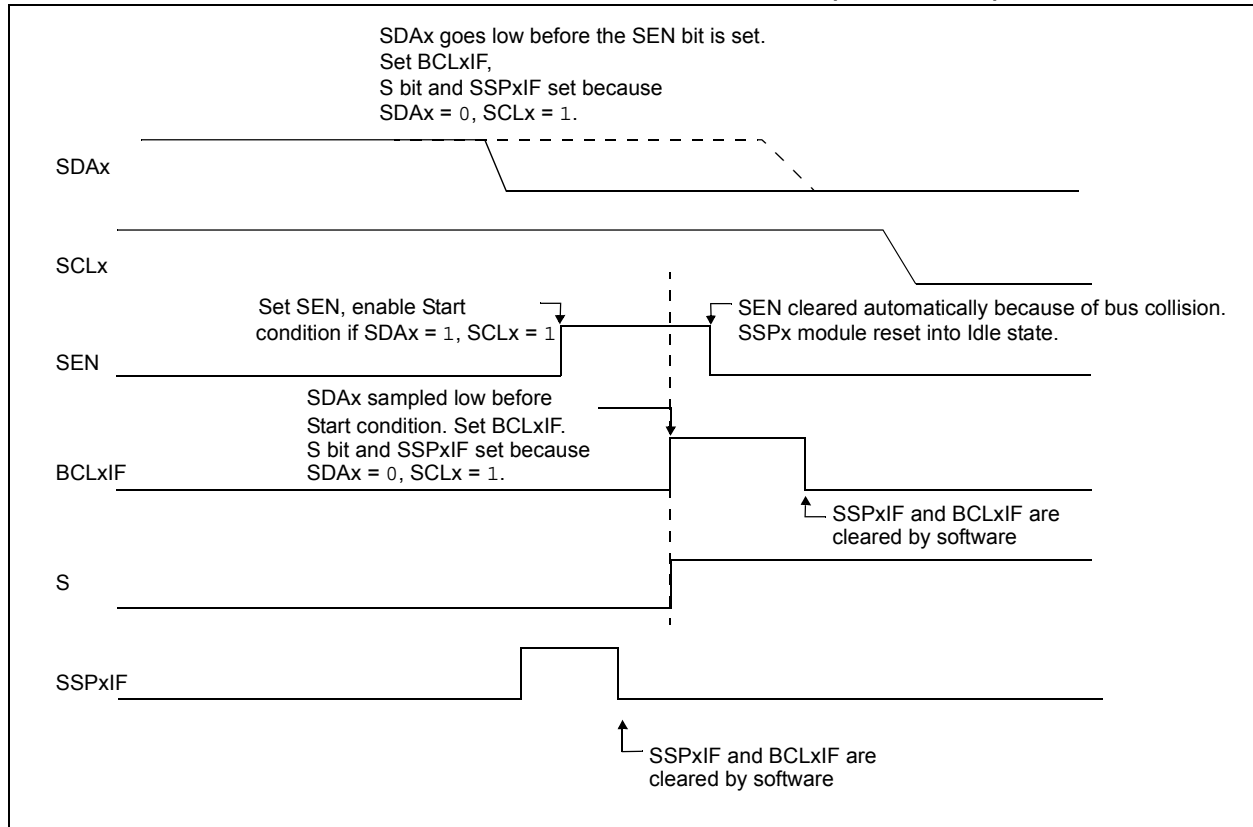 SDAx goes low before the SEN bit is set.
Set BCLxIF,
S bit and SSPxIF set because
SDAx = 0, SCLx = 1.
SDAx
SCLx
Set SEN, enable Start
condition if SDAx = 1, SCLx = 1
SEN cleared automatically because of bus collision.
SSPx module reset into Idle state.
SEN
SDAx sampled low before
Start condition. Set BCLxIF.
S bit and SSPxIF set because
SDAx = 0, SCLx = 1.
BCLxIF
SSPxIF and BCLxIF are
cleared by software
S
SSPxIF
SSPxIF and BCLxIF are
cleared by software